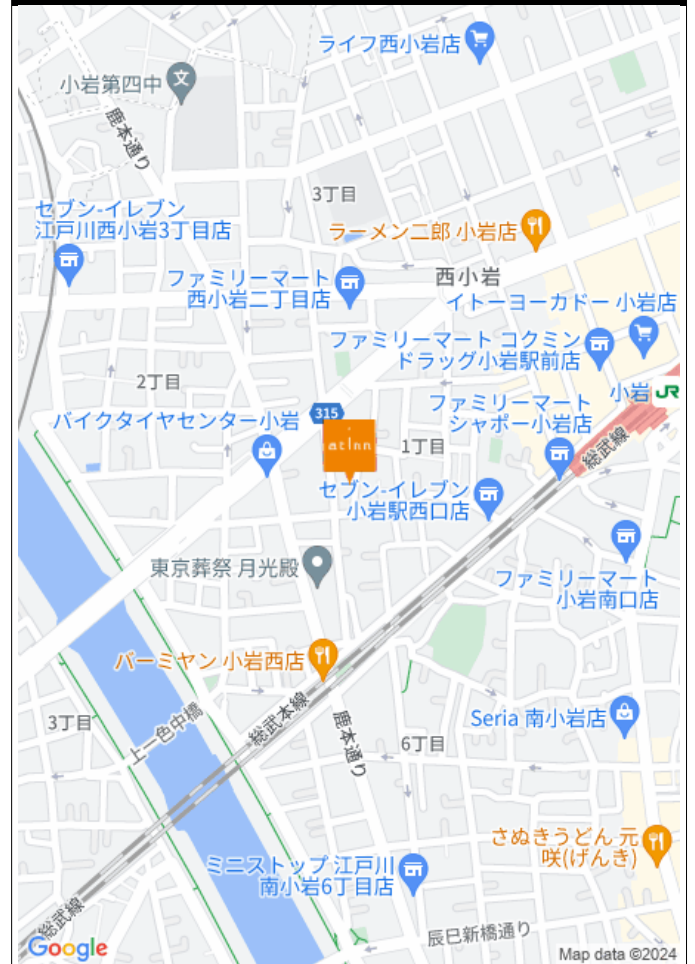 ライフ西小岩店
小岩第四中
鹿本通り
3丁目
セブン-イレブン
江戸川西小岩3丁目店
ラーメン二郎 小岩店
ファミリーマート
西小岩二丁目店
西小岩
イトーヨーカドー 小岩店
ファミリーマート コクミン
ドラッグ小岩駅前店
2丁目
小岩
JR
ファミリーマート
シャポー小岩店
315
バイクタイヤセンター小岩
atinn
1丁目
総武線
セブン-イレブン
小岩駅西口店
東京葬祭 月光殿
ファミリーマート
小岩南口店
バーミヤン 小岩西店
総武本線
3丁目
上一色中橋
鹿本通り
Seria 南小岩店
6丁目
さぬきうどん 元
咲(げんき)
ミニストップ 江戸川
南小岩6丁目店
総武線
辰巳新橋通り
Google
Map data ©2024